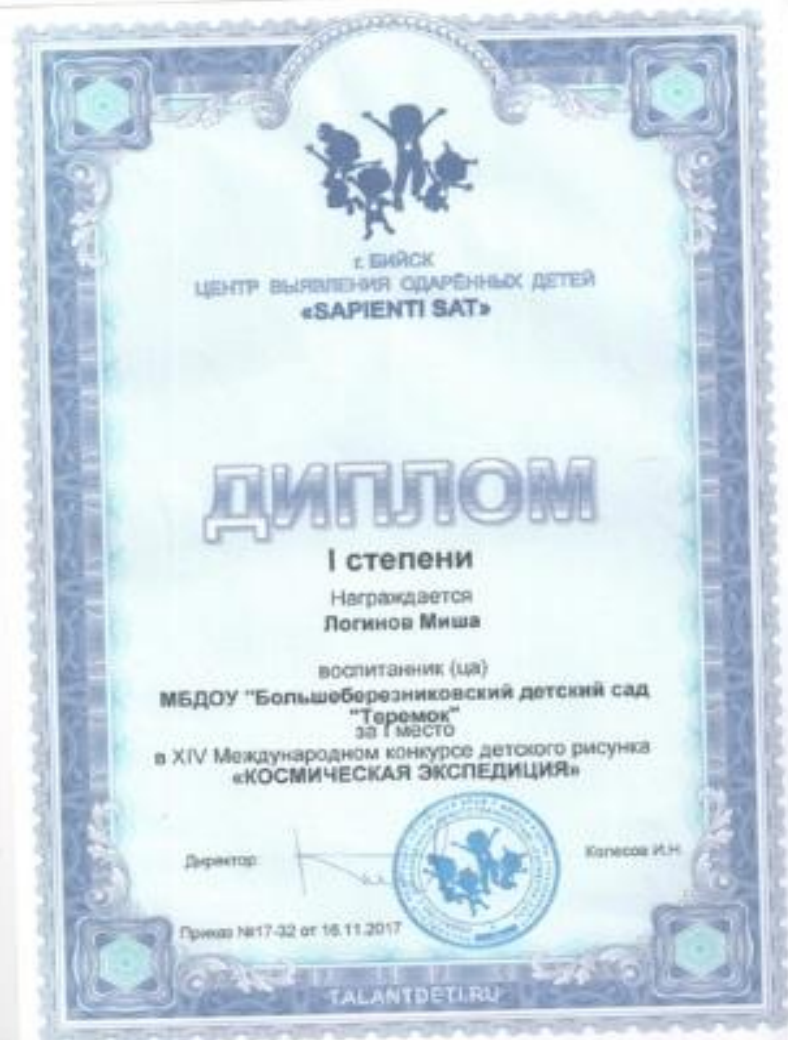 г. БИЙСК
ЦЕНТР ВЫЯВЛЕНИЯ ОДАРЁННЫХ ДЕТЕЙ
«SAPIENTI SAT»
ДИПЛОМ
I степени
Награждается
Логинов Миша
воспитанник (ца)
МБДОУ "Большеберезниковский детский сад
"Теремок"
за I место
в XIV Международном конкурсе детского рисунка
«КОСМИЧЕСКАЯ ЭКСПЕДИЦИЯ»
Директор
Колесов И.Н
Приказ №17-32 от 16.11.2017
TALANTDETI.RU